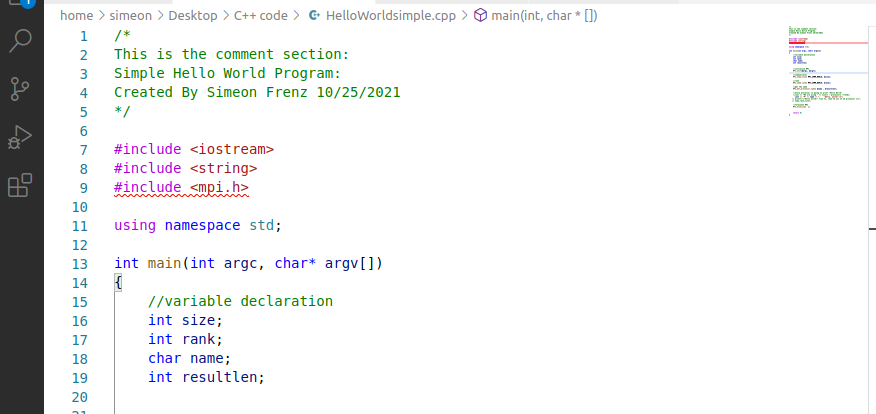 home > simeon > Desktop > C++ code > HelloWorldsimple.cpp > main(int, char * [])
1 /*
2 This is the comment section:
3 Simple Hello World Program:
4 Created By Simeon Frenz 10/25/2021
5 */
6
7 #include <iostream>
8 #include <string>
9 #include <mpi.h>
10
11 using namespace std;
12
13 int main(int argc, char* argv[])
14 {
15 //variable declaration
16 int size;
17 int rank;
18 char name;
19 int resultlen;
20